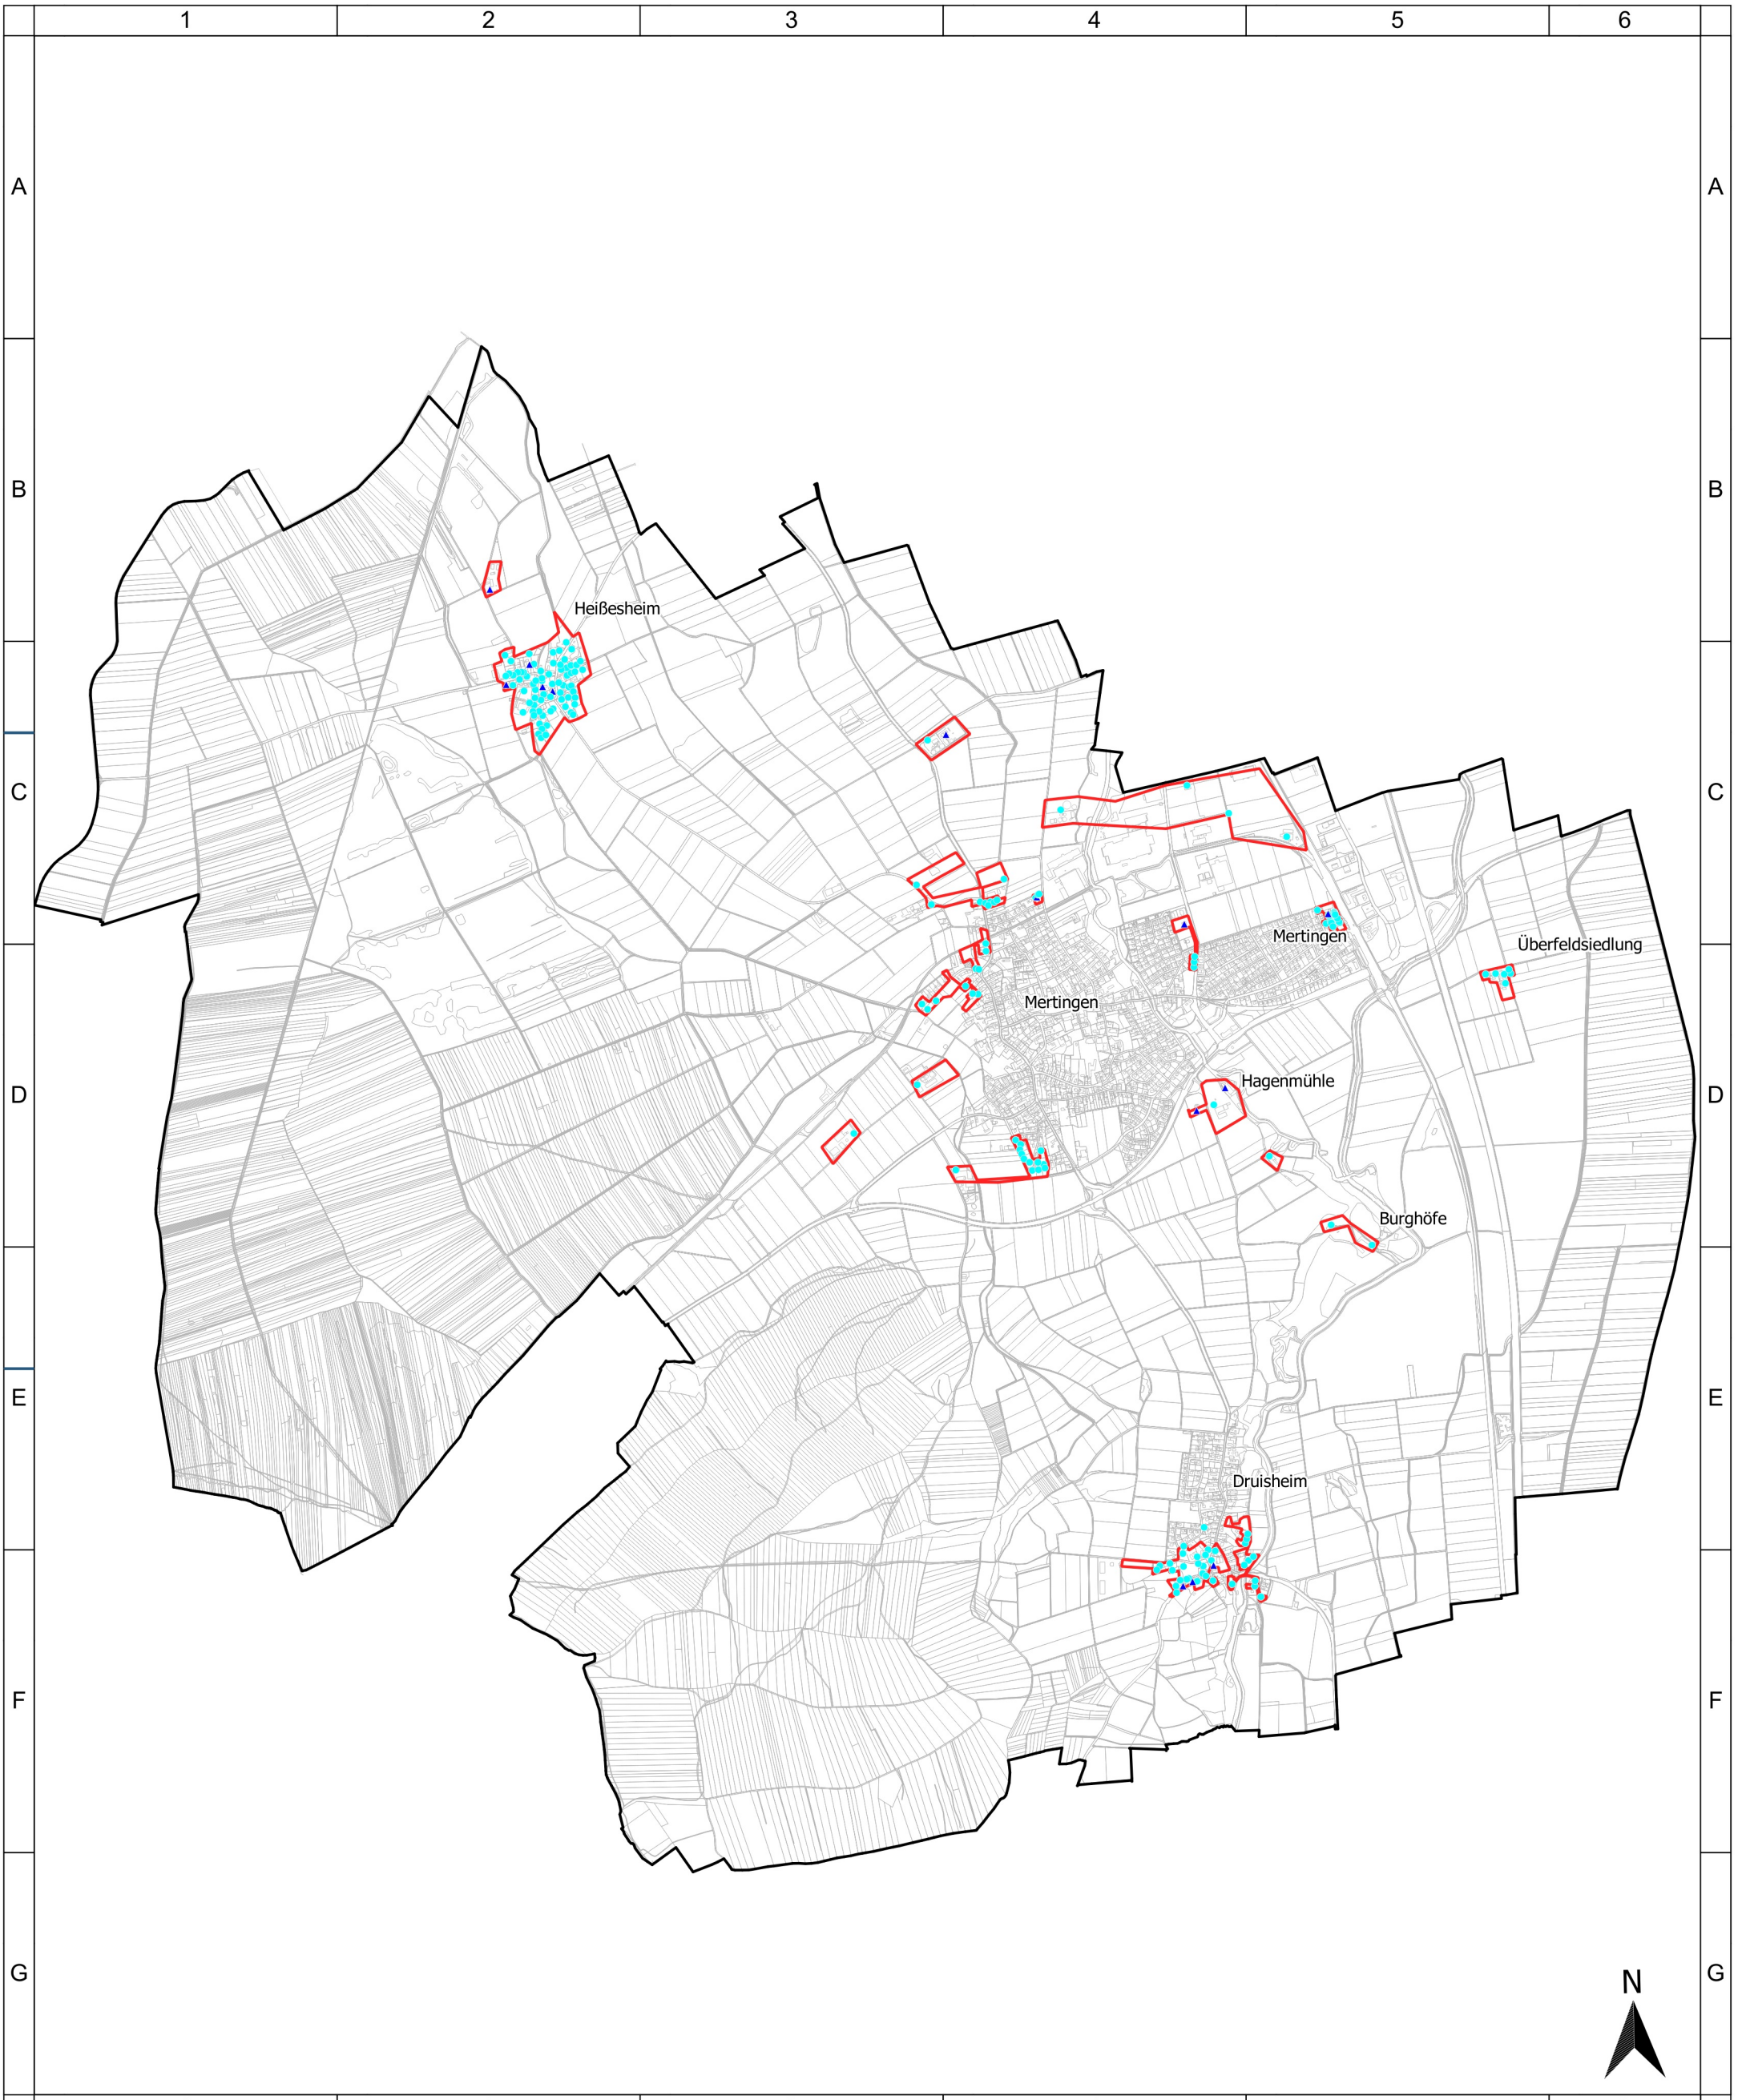 1 2 3 4 5 6
A A
B B
Heißesheim
C C
Mertingen
Überfeldsiedlung
Mertingen
Hagenmühle
D D
Burghöfe
E E
Druisheim
F F
G G
N